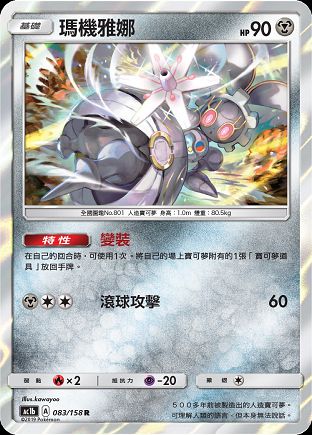 基礎 瑪機雅娜 HP 90
全國圖鑑No.801 人造寶可夢 身高：1.0m 體重：80.5kg
特性 變裝
在自己的回合時，可使用1次。將自己的場上寶可夢附有的1張「寶可夢道
具」放回手牌。
滾球攻擊 60
弱點 ×2 抵抗力 -20 撤退
illus.kawayoo
AC1b A 083/158 R
©2019 Pokémon
500多年前被製造出來的人造寶可夢。
可理解人類的語言，但本身無法說話。